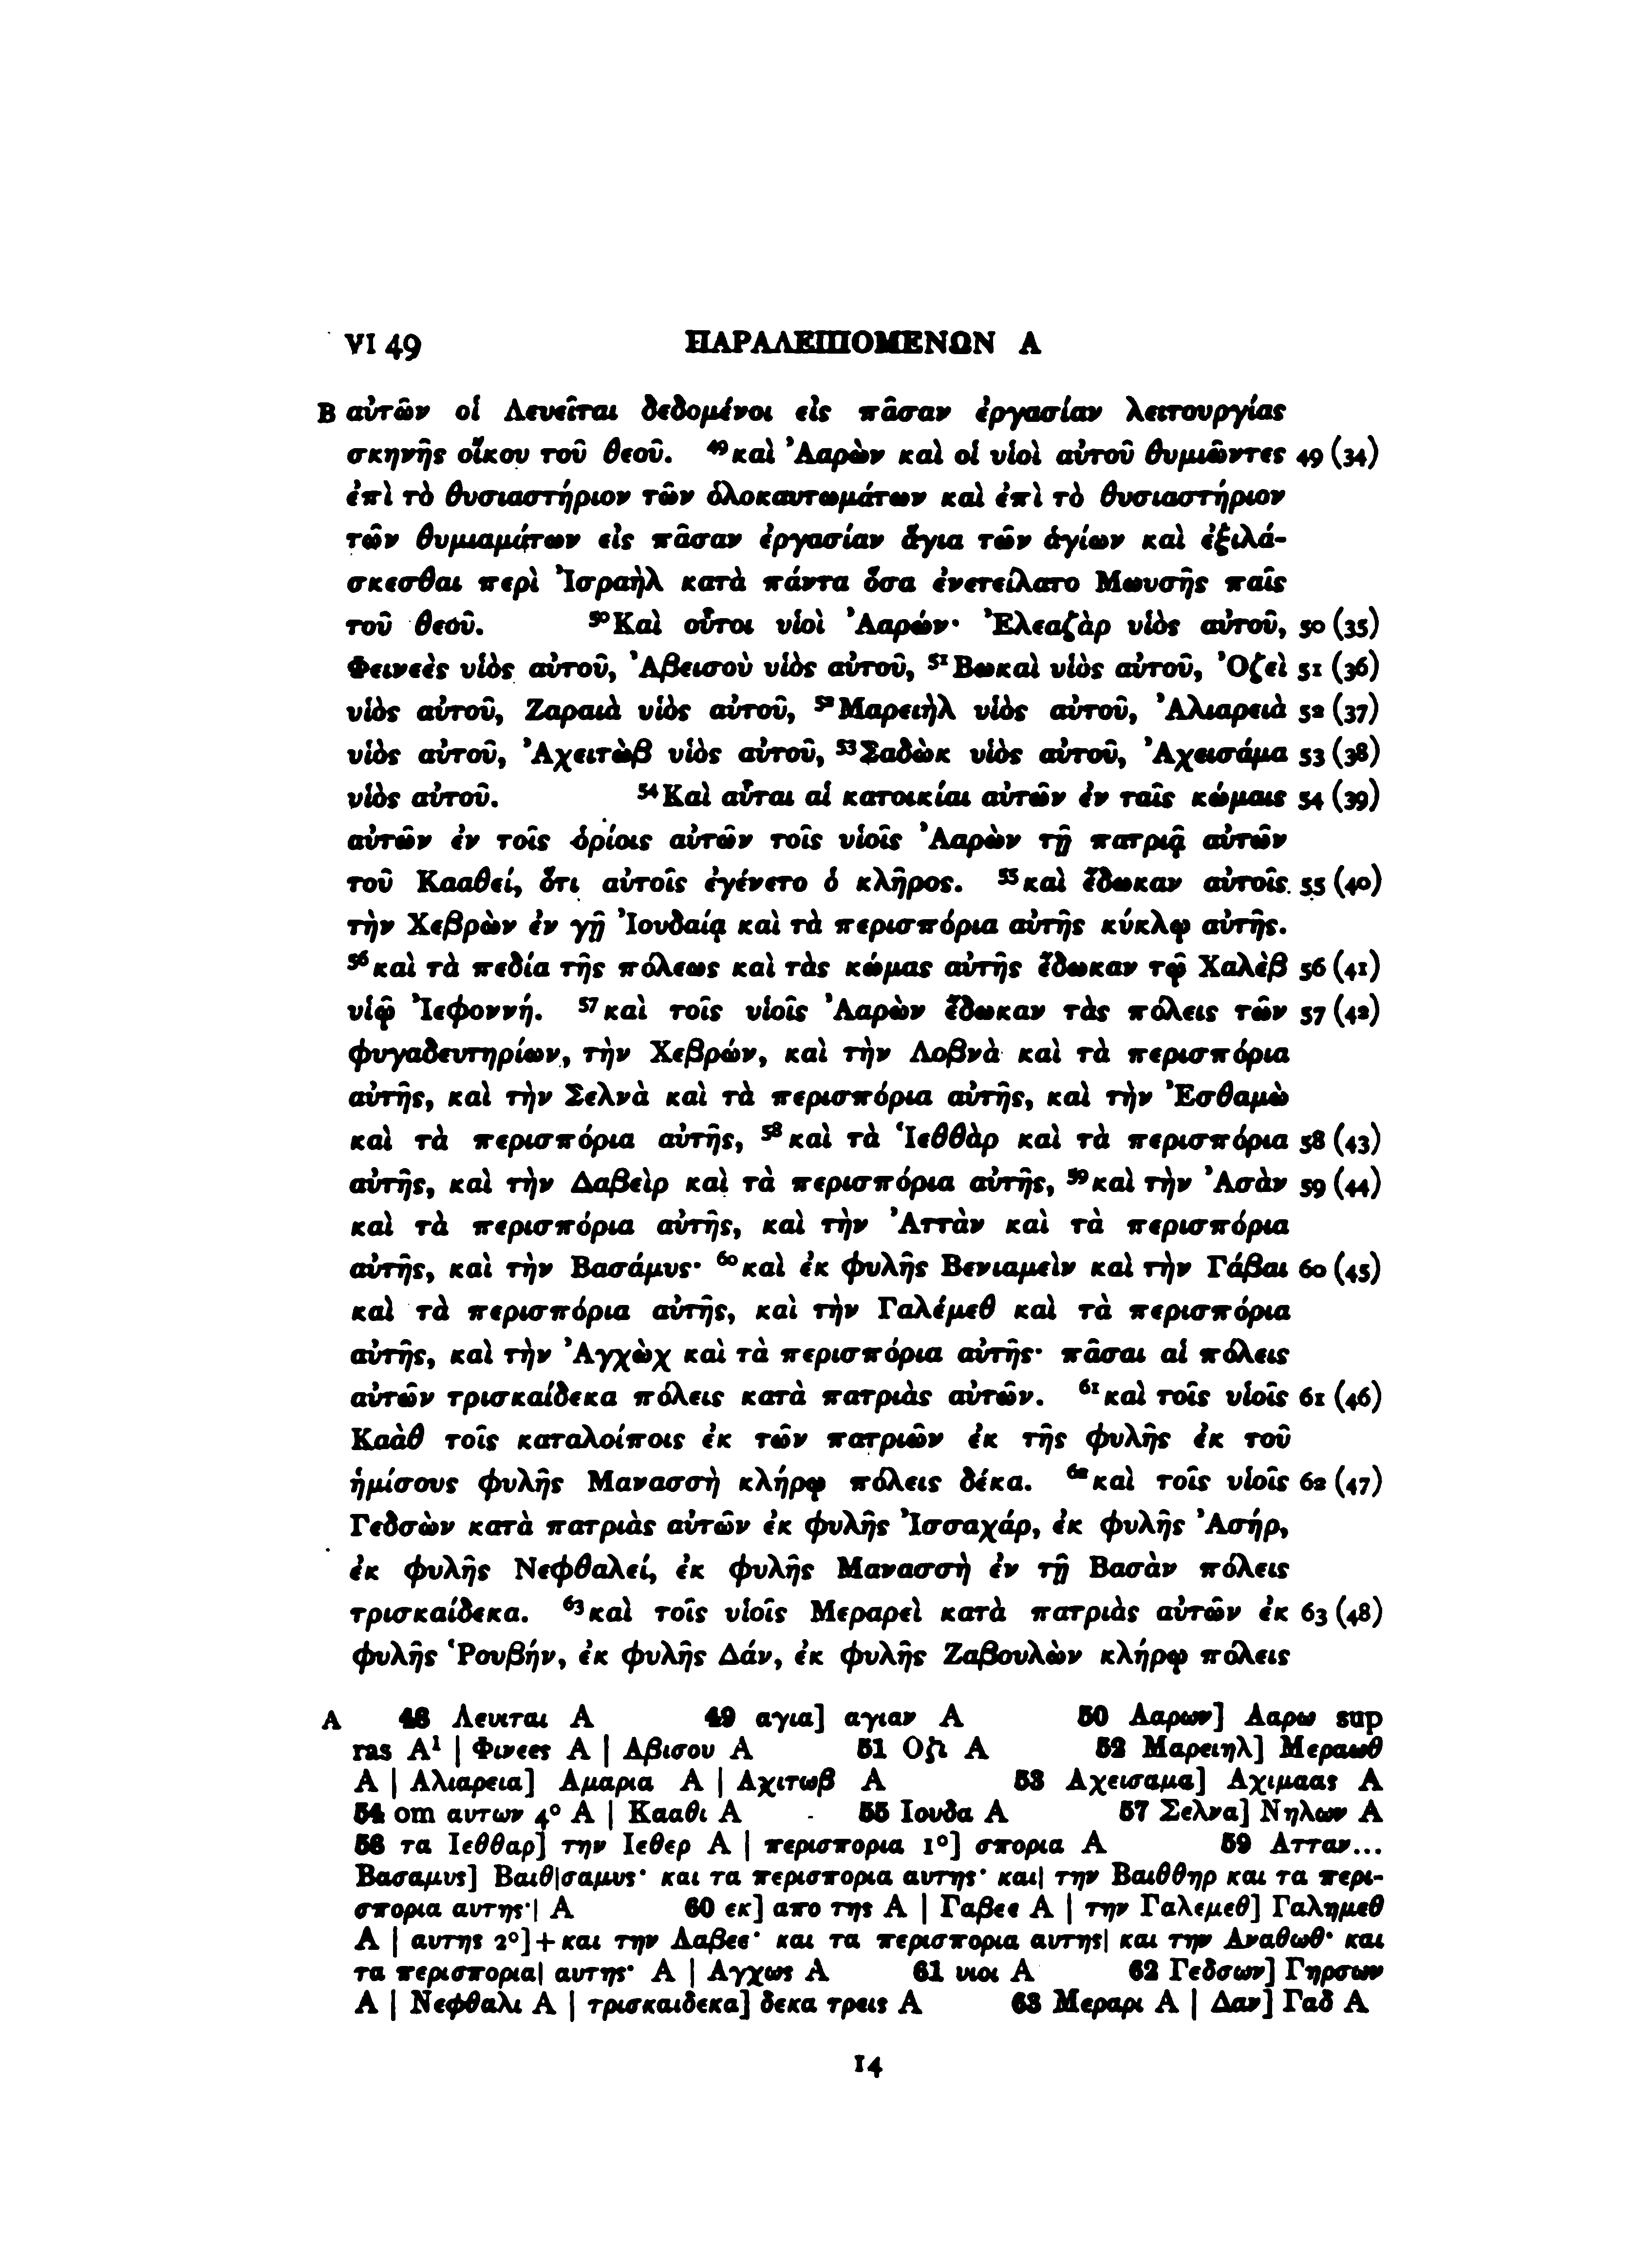 VI 49 ΠΑΡΑΛΕΙΠΟΜΕΝΩΝ Α
B αὐτῶν οἱ Λευεῖται δεδομένοι εἰς πᾶσαν ἐργασίαν λειτουργίας
σκηνῆς οἴκου τοῦ θεοῦ. ⁴⁹καὶ Ἀαρὼν καὶ οἱ υἱοὶ αὐτοῦ θυμιῶντες 49 (34)
ἐπὶ τὸ θυσιαστήριον τῶν ὁλοκαυτωμάτων καὶ ἐπὶ τὸ θυσιαστήριον
τῶν θυμιαμάτων εἰς πᾶσαν ἐργασίαν ἅγια τῶν ἁγίων καὶ ἐξιλά-
σκεσθαι περὶ Ἰσραὴλ κατὰ πάντα ὅσα ἐνετείλατο Μωυσῆς παῖς
τοῦ θεοῦ. ⁵⁰Καὶ οὗτοι υἱοὶ Ἀαρών· Ἐλεαζὰρ υἱὸς αὐτοῦ, 50 (35)
Φεινεὲς υἱὸς αὐτοῦ, Ἀβεισοὺ υἱὸς αὐτοῦ, ⁵¹Βωκαὶ υἱὸς αὐτοῦ, Ὀζεὶ 51 (36)
υἱὸς αὐτοῦ, Ζαραιὰ υἱὸς αὐτοῦ, ⁵²Μαρειὴλ υἱὸς αὐτοῦ, Ἀλιαρειὰ 52 (37)
υἱὸς αὐτοῦ, Ἀχειτὼβ υἱὸς αὐτοῦ, ⁵³Σαδὼκ υἱὸς αὐτοῦ, Ἀχεισάμα 53 (38)
υἱὸς αὐτοῦ. ⁵⁴Καὶ αὗται αἱ κατοικίαι αὐτῶν ἐν ταῖς κώμαις 54 (39)
αὐτῶν ἐν τοῖς ὁρίοις αὐτῶν τοῖς υἱοῖς Ἀαρὼν τῇ πατριᾷ αὐτῶν
τοῦ Κααθεί, ὅτι αὐτοῖς ἐγένετο ὁ κλῆρος. ⁵⁵καὶ ἔδωκαν αὐτοῖς 55 (40)
τὴν Χεβρὼν ἐν γῇ Ἰουδαίᾳ καὶ τὰ περισπόρια αὐτῆς κύκλῳ αὐτῆς.
⁵⁶καὶ τὰ πεδία τῆς πόλεως καὶ τὰς κώμας αὐτῆς ἔδωκαν τῷ Χαλὲβ 56 (41)
υἱῷ Ἰεφοννή. ⁵⁷καὶ τοῖς υἱοῖς Ἀαρὼν ἔδωκαν τὰς πόλεις τῶν 57 (42)
φυγαδευτηρίων, τὴν Χεβρών, καὶ τὴν Λοβνὰ καὶ τὰ περισπόρια
αὐτῆς, καὶ τὴν Σελνὰ καὶ τὰ περισπόρια αὐτῆς, καὶ τὴν Ἐσθαμὼ
καὶ τὰ περισπόρια αὐτῆς, ⁵⁸καὶ τὰ Ἱεθθὰρ καὶ τὰ περισπόρια 58 (43)
αὐτῆς, καὶ τὴν Δαβεὶρ καὶ τὰ περισπόρια αὐτῆς, ⁵⁹καὶ τὴν Ἀσὰν 59 (44)
καὶ τὰ περισπόρια αὐτῆς, καὶ τὴν Ἀττὰν καὶ τὰ περισπόρια
αὐτῆς, καὶ τὴν Βασάμυς· ⁶⁰καὶ ἐκ φυλῆς Βενιαμεὶν καὶ τὴν Γάβαι 60 (45)
καὶ τὰ περισπόρια αὐτῆς, καὶ τὴν Γαλέμεθ καὶ τὰ περισπόρια
αὐτῆς, καὶ τὴν Ἀγχὼχ καὶ τὰ περισπόρια αὐτῆς· πᾶσαι αἱ πόλεις
αὐτῶν τρισκαίδεκα πόλεις κατὰ πατριὰς αὐτῶν. ⁶¹καὶ τοῖς υἱοῖς 61 (46)
Καὰθ τοῖς καταλοίποις ἐκ τῶν πατριῶν ἐκ τῆς φυλῆς ἐκ τοῦ
ἡμίσους φυλῆς Μανασσὴ κλήρῳ πόλεις δέκα. ⁶²καὶ τοῖς υἱοῖς 62 (47)
Γεδσὼν κατὰ πατριὰς αὐτῶν ἐκ φυλῆς Ἰσσαχάρ, ἐκ φυλῆς Ἀσήρ,
ἐκ φυλῆς Νεφθαλεί, ἐκ φυλῆς Μανασσὴ ἐν τῇ Βασὰν πόλεις
τρισκαίδεκα. ⁶³καὶ τοῖς υἱοῖς Μεραρεὶ κατὰ πατριὰς αὐτῶν ἐκ 63 (48)
φυλῆς Ῥουβήν, ἐκ φυλῆς Δάν, ἐκ φυλῆς Ζαβουλὼν κλήρῳ πόλεις
A 48 Λευιται A 49 αγια] αγιαν A 50 Ααρων] Ααρω sup
ras A¹ | Φινεες A | Αβισου A 51 Οζι A 52 Μαρειηλ] Μεραωθ
A | Αλιαρεια] Αμαρια A | Αχιτωβ A 53 Αχεισαμα] Αχιμαας A
54 om αυτων 4° A | Κααθι A 55 Ιουδα A 57 Σελνα] Νηλων A
58 τα Ιεθθαρ] την Ιεθερ A | περισπορια 1°] σπορια A 59 Ατταν...
Βασαμυς] Βαιθ|σαμυς· και τα περισπορια αυτης· και| την Βαιθθηρ και τα περι-
σπορια αυτης·| A 60 εκ] απο της A | Γαβεε A | την Γαλεμεθ] Γαλημεθ
A | αυτης 2°]+και την Λαβεε· και τα περισπορια αυτης| και την Αναθωθ· και
τα περισπορια| αυτης· A | Αγχως A 61 υιοι A 62 Γεδσων] Γηρσων
A | Νεφθαλι A | τρισκαιδεκα] δεκα τρεις A 63 Μεραρι A | Δαν] Γαδ A
14